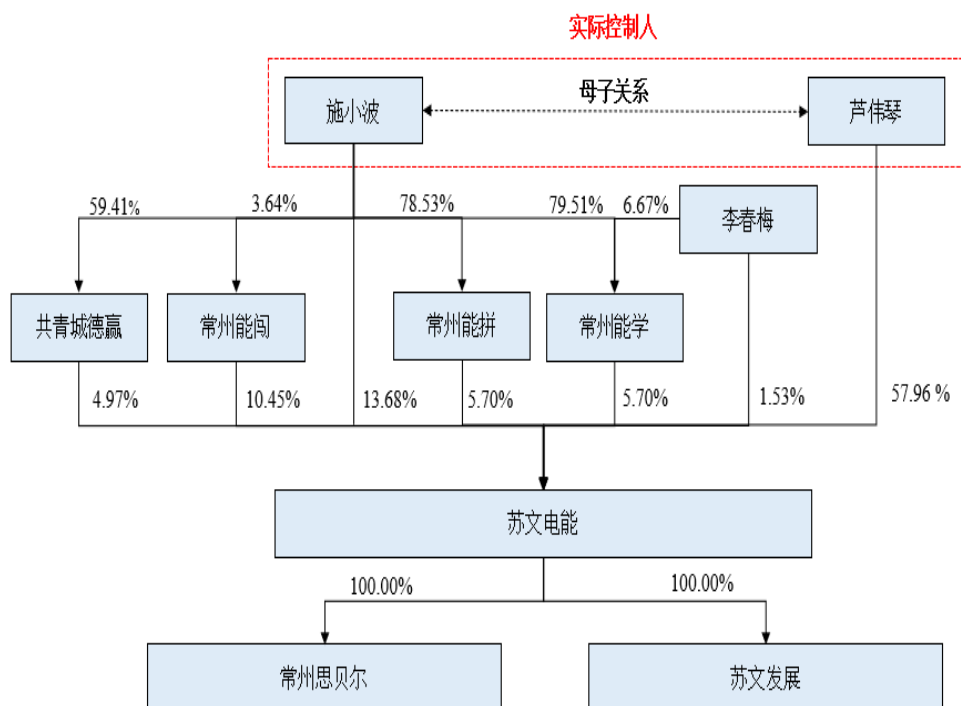 实际控制人
母子关系
施小波
芦伟琴
59.41%
3.64%
78.53%
79.51%
6.67%
李春梅
共青城德赢
常州能闯
常州能拼
常州能学
4.97%
10.45%
13.68%
5.70%
5.70%
1.53%
57.96 %
苏文电能
100.00%
100.00%
常州思贝尔
苏文发展